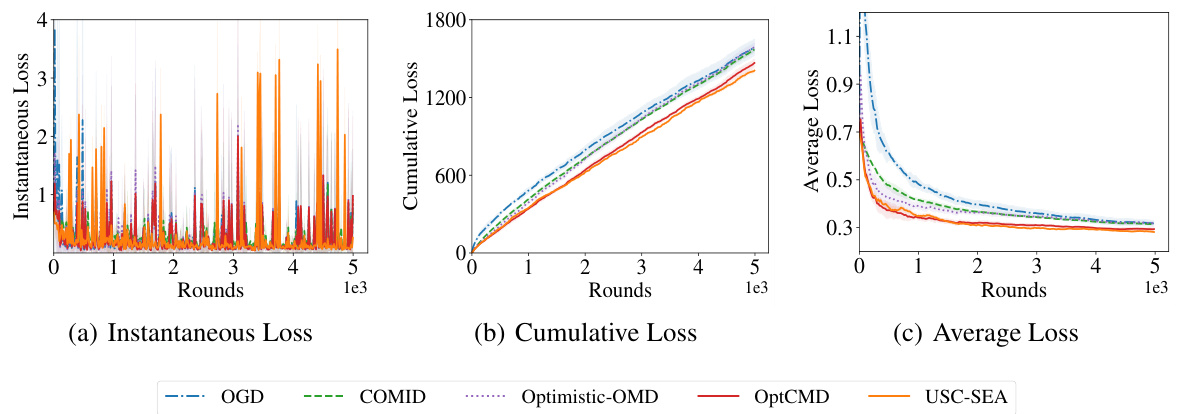 Instantaneous Loss
4
3
2
1
0 1 2 3 4 5
Rounds 1e3
(a) Instantaneous Loss
Cumulative Loss
1800
1200
600
0
0 1 2 3 4 5
Rounds 1e3
(b) Cumulative Loss
Average Loss
1.1
0.9
0.7
0.5
0.3
0 1 2 3 4 5
Rounds 1e3
(c) Average Loss
OGD COMID Optimistic-OMD OptCMD USC-SEA